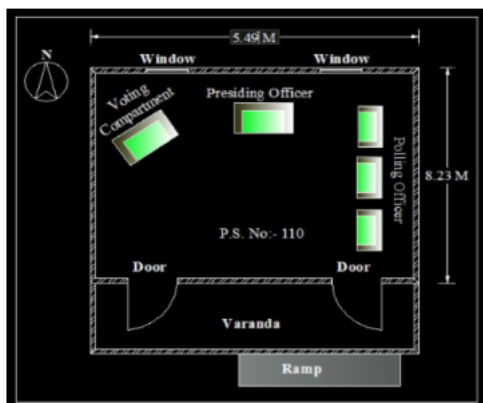 5.49 M
N
Window
Window
Voting
Compartment
Presiding Officer
Polling Officer
8.23 M
P.S. No:- 110
Door
Door
Varanda
Ramp